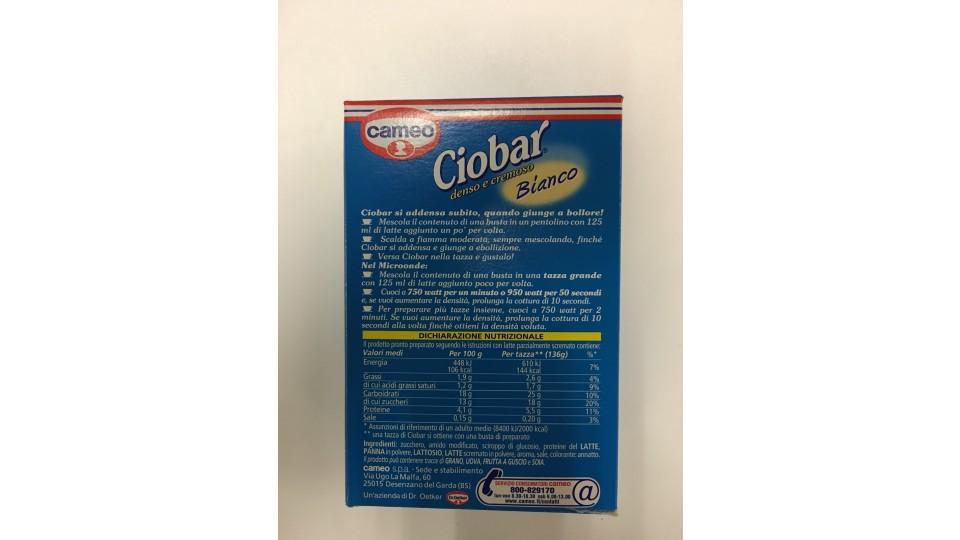 cameo
Ciobar
denso e cremoso
Bianco
Ciobar si addensa subito, quando giunge a bollore!
Mescola il contenuto di una busta in un pentolino con 125
ml di latte aggiunto un po' per volta.
Scalda a fiamma moderata, sempre mescolando, finché
Ciobar si addensa e giunge a ebollizione.
Versa Ciobar nella tazza e gustalo!
Nel Microonde:
Mescola il contenuto di una busta in una tazza grande
con 125 ml di latte aggiunto poco per volta.
Cuoci a 750 watt per un minuto o 950 watt per 50 secondi
e, se vuoi aumentare la densità, prolunga la cottura di 10 secondi.
Per preparare più tazze insieme, cuoci a 750 watt per 2
minuti. Se vuoi aumentare la densità, prolunga la cottura di 10
secondi alla volta finché ottieni la densità voluta.
DICHIARAZIONE NUTRIZIONALE
Il prodotto pronto preparato seguendo le istruzioni con latte parzialmente scremato contiene:
Valori medi Per 100 g Per tazza** (136g) %*
Energia 448 kJ 610 kJ
106 kcal 144 kcal 7%
Grassi 1,9 g 2,6 g 4%
di cui acidi grassi saturi 1,2 g 1,7 g 9%
Carboidrati 18 g 25 g 10%
di cui zuccheri 13 g 18 g 20%
Proteine 4,1 g 5,5 g 11%
Sale 0,15 g 0,20 g 3%
* Assunzioni di riferimento di un adulto medio (8400 kJ/2000 kcal)
** una tazza di Ciobar si ottiene con una busta di preparato
Ingredienti: zucchero, amido modificato, sciroppo di glucosio, proteine del LATTE,
PANNA in polvere, LATTOSIO, LATTE scremato in polvere, aroma, sale, colorante: annatto.
Il prodotto può contenere tracce di GRANO, UOVA, FRUTTA A GUSCIO e SOIA.
cameo s.p.a. - Sede e stabilimento
Via Ugo La Malfa, 60
25015 Desenzano del Garda (BS)
Un'azienda di Dr. Oetker Dr.Oetker
SERVIZIO CONSUMATORI cameo
800-829170
lun-ven 8.30-18.30 sab 9.00-13.00
www.cameo.it/contatti
@